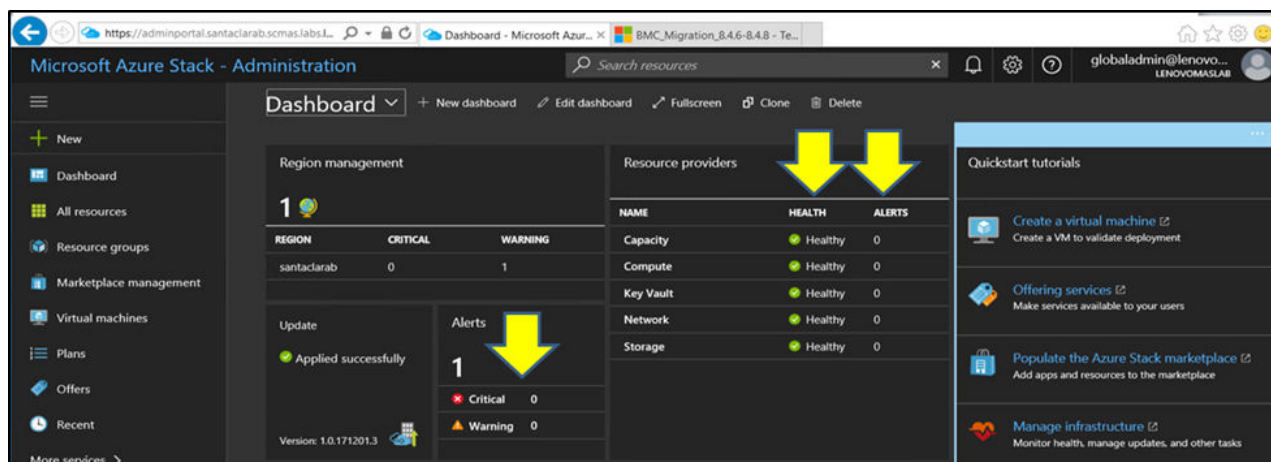 https://adminportal.santaclarab.scmas.labs.l...
Dashboard - Microsoft Azur...
BMC_Migration_8.4.6-8.4.8 - Te...
Microsoft Azure Stack - Administration
Search resources
globaladmin@lenovo...
LENOVOMASLAB
Dashboard
New dashboard
Edit dashboard
Fullscreen
Clone
Delete
New
Dashboard
All resources
Resource groups
Marketplace management
Virtual machines
Plans
Offers
Recent
More services >
Region management
1
REGION CRITICAL WARNING
santaclarab 0 1
Update
Applied successfully
Version: 1.0.171201.3
Alerts
1
Critical 0
Warning 0
Resource providers
NAME HEALTH ALERTS
Capacity Healthy 0
Compute Healthy 0
Key Vault Healthy 0
Network Healthy 0
Storage Healthy 0
Quickstart tutorials
Create a virtual machine
Create a VM to validate deployment
Offering services
Make services available to your users
Populate the Azure Stack marketplace
Add apps and resources to the marketplace
Manage infrastructure
Monitor health, manage updates, and other tasks